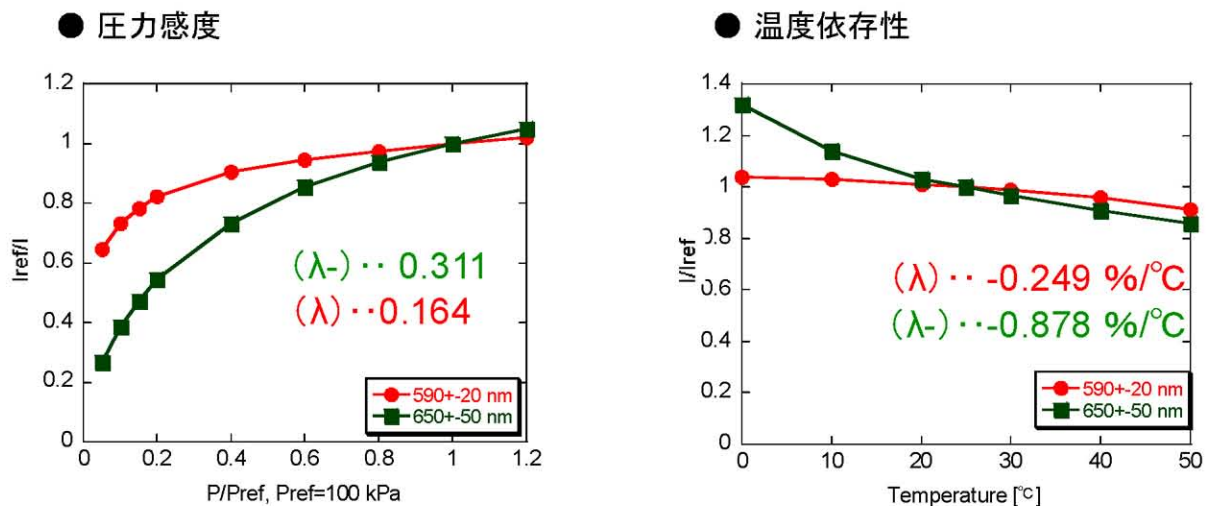 ● 圧力感度
1.2
1
0.8
0.6
0.4
0.2
0
Iref/I
(λ-)‥0.311
(λ)‥0.164
590+-20 nm
650+-50 nm
0 0.2 0.4 0.6 0.8 1 1.2
P/Pref, Pref=100 kPa
● 温度依存性
1.4
1.2
1
0.8
0.6
0.4
0.2
0
I/Iref
(λ)‥-0.249 %/℃
(λ-)‥-0.878 %/℃
590+-20 nm
650+-50 nm
0 10 20 30 40 50
Temperature [℃]